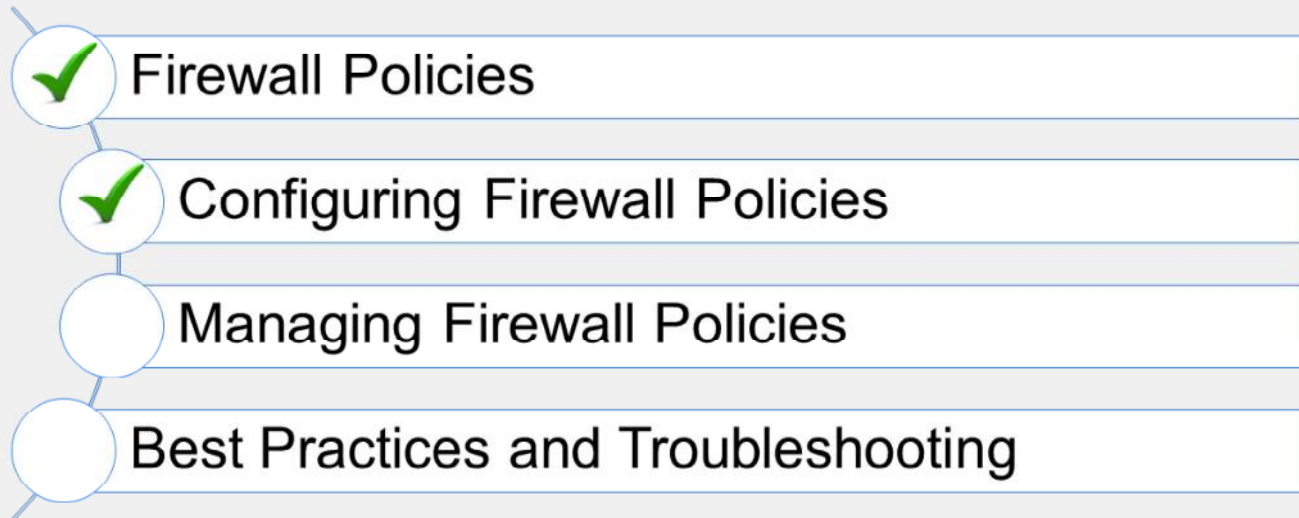 Firewall Policies
Configuring Firewall Policies
Managing Firewall Policies
Best Practices and Troubleshooting